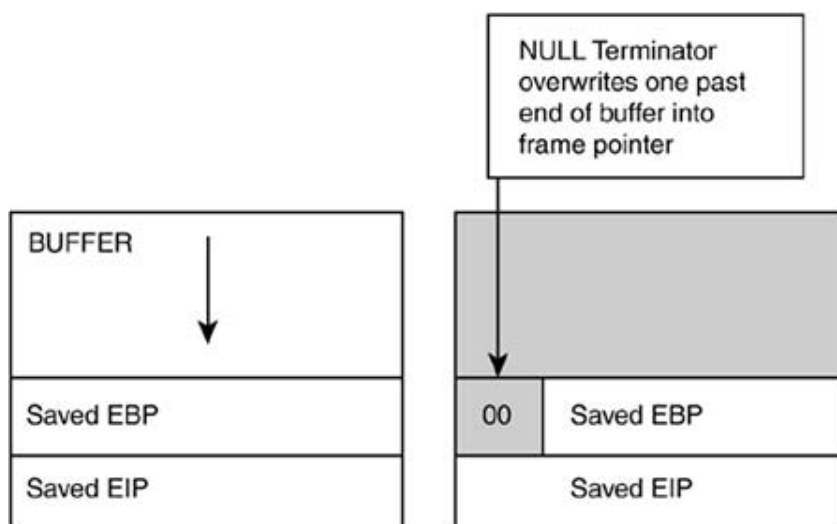 NULL Terminator
overwrites one past
end of buffer into
frame pointer
BUFFER
Saved EBP
Saved EIP
00
Saved EBP
Saved EIP